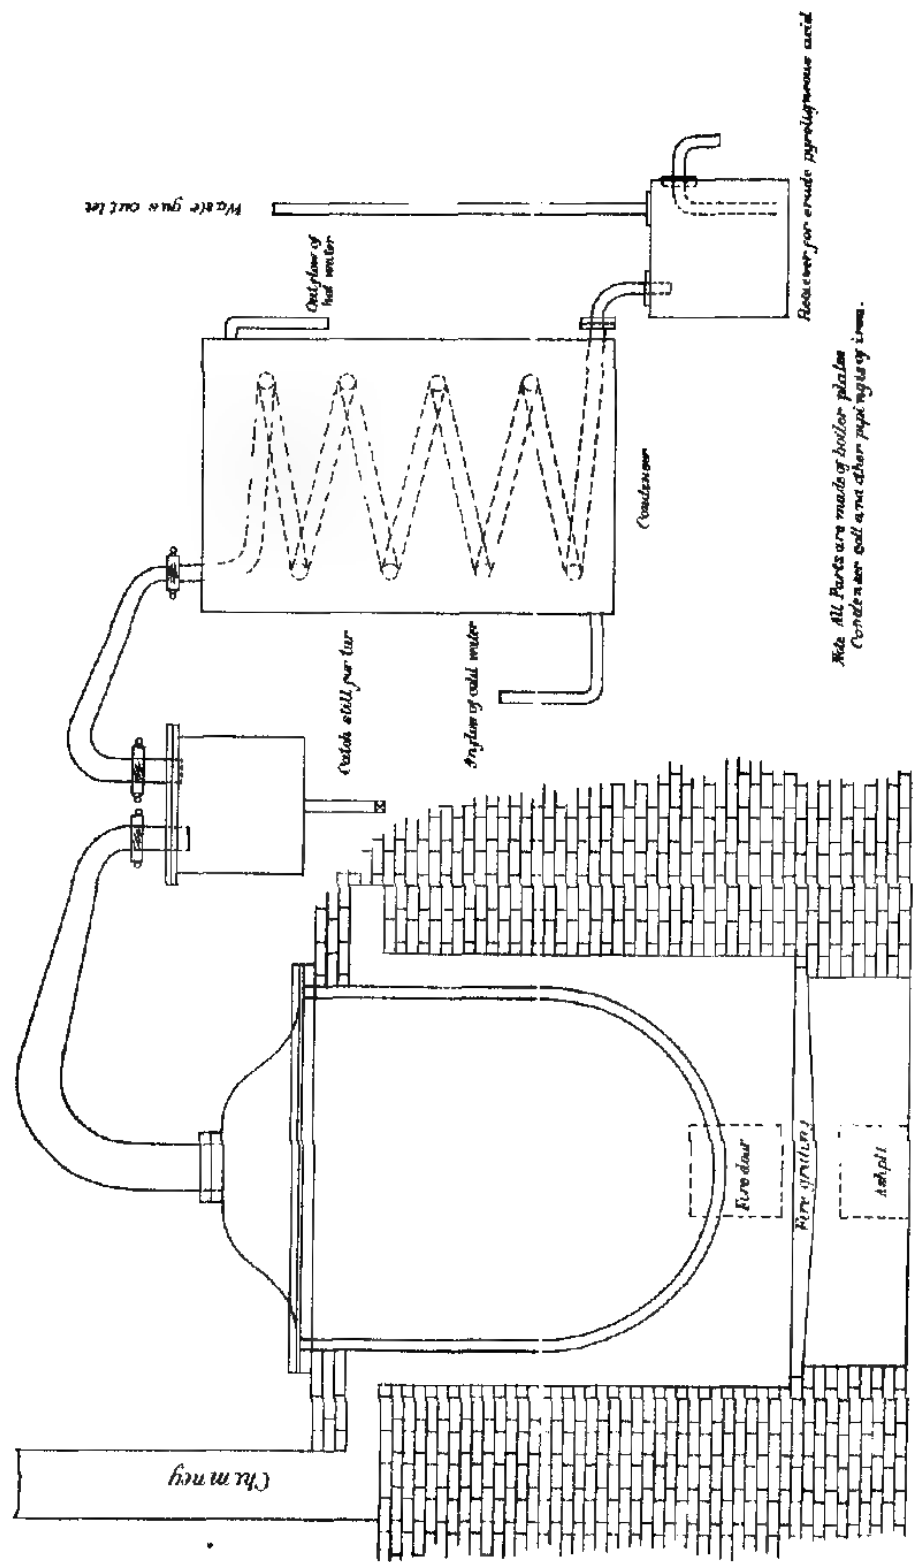 Waste gas outlet
Outflow of
hot water
Receiver for crude pyroligneous acid
Condenser
Note All Parts are made of boiler plates
Condenser coil and other piping is of iron.
Catch still for tar
Inflow of cold water
Fire door
Fire grating
Ashpit
Chimney